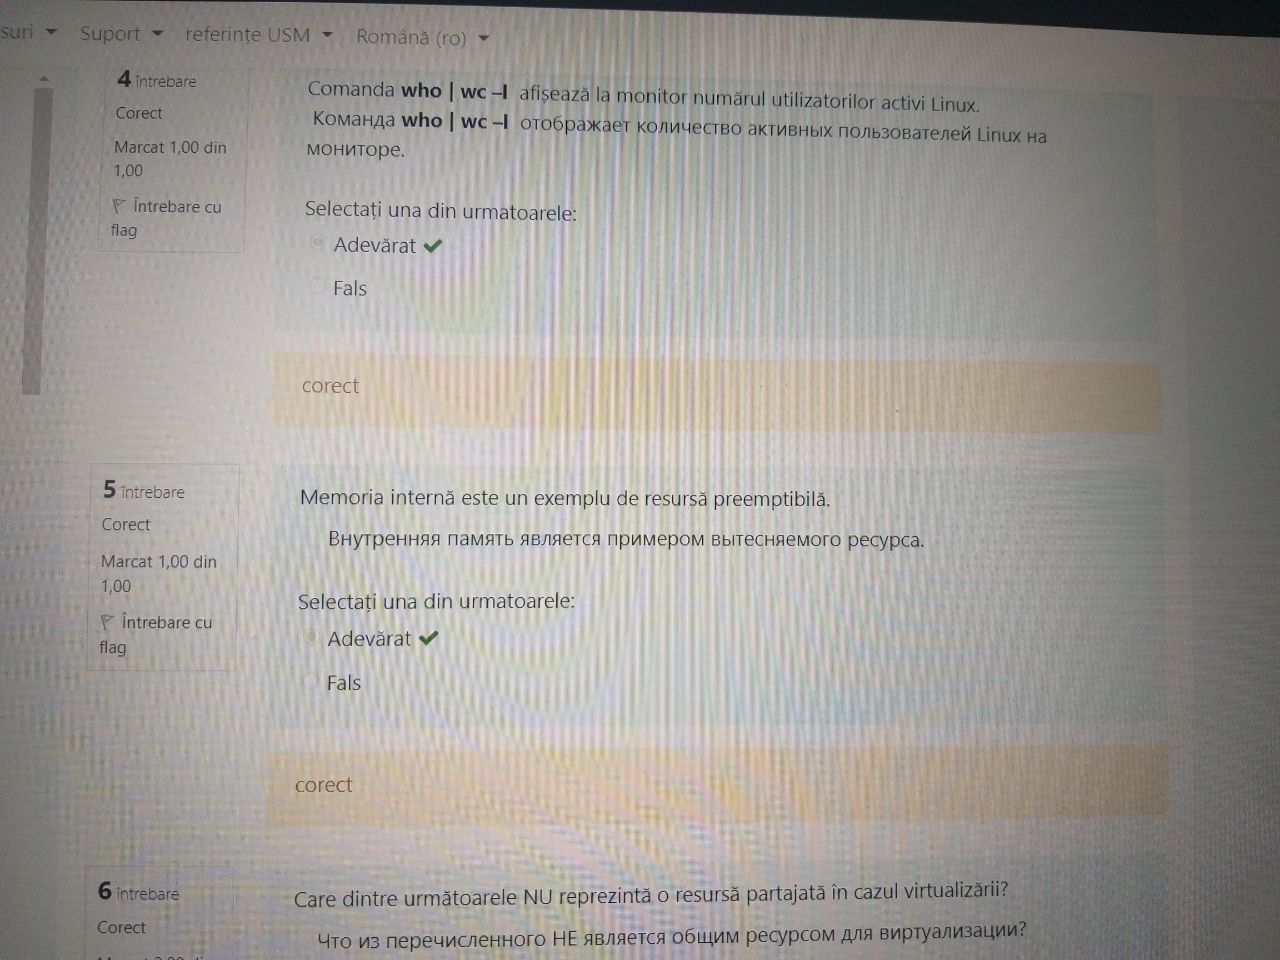 suri Suport referințe USM Română (ro)
4 întrebare
Corect
Marcat 1,00 din
1,00
Întrebare cu
flag
Comanda who | wc –l afișează la monitor numărul utilizatorilor activi Linux.
Команда who | wc –l отображает количество активных пользователей Linux на
мониторе.
Selectați una din urmatoarele:
Adevărat
Fals
corect
5 întrebare
Corect
Marcat 1,00 din
1,00
Întrebare cu
flag
Memoria internă este un exemplu de resursă preemptibilă.
Внутренняя память является примером вытесняемого ресурса.
Selectați una din urmatoarele:
Adevărat
Fals
corect
6 întrebare
Corect
Care dintre următoarele NU reprezintă o resursă partajată în cazul virtualizării?
Что из перечисленного НЕ является общим ресурсом для виртуализации?